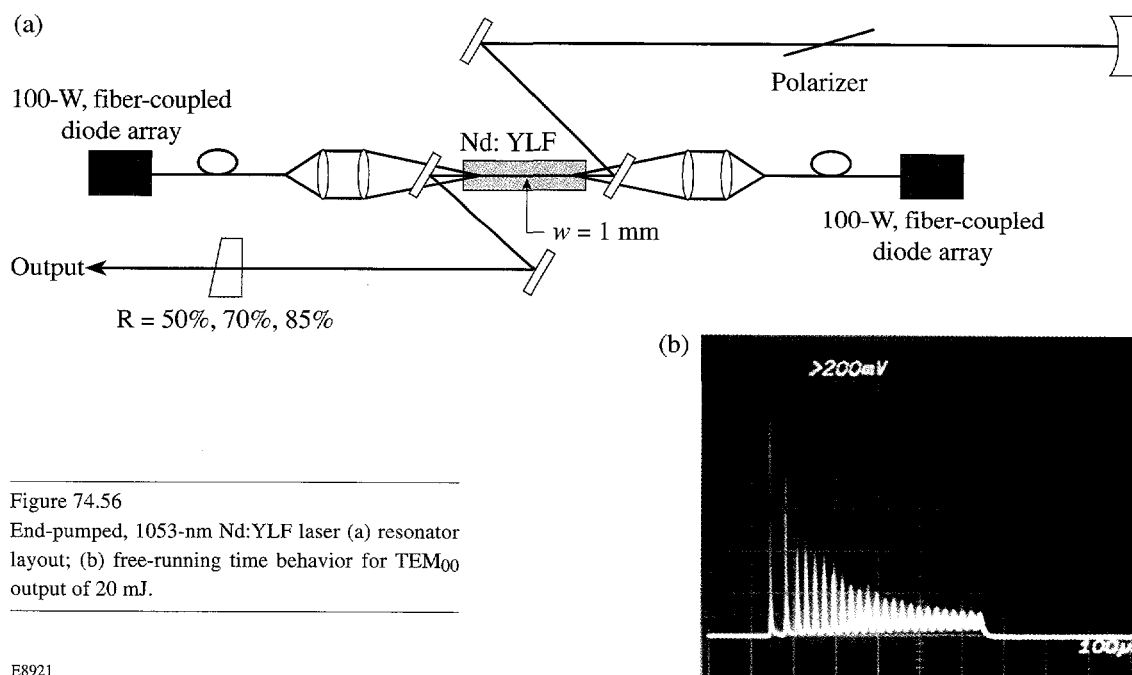 (a)
Polarizer
100-W, fiber-coupled
diode array
Nd: YLF
w = 1 mm
100-W, fiber-coupled
diode array
Output
R = 50%, 70%, 85%
(b)
>200mV
100μ
Figure 74.56
End-pumped, 1053-nm Nd:YLF laser (a) resonator
layout; (b) free-running time behavior for TEM00
output of 20 mJ.
E8921